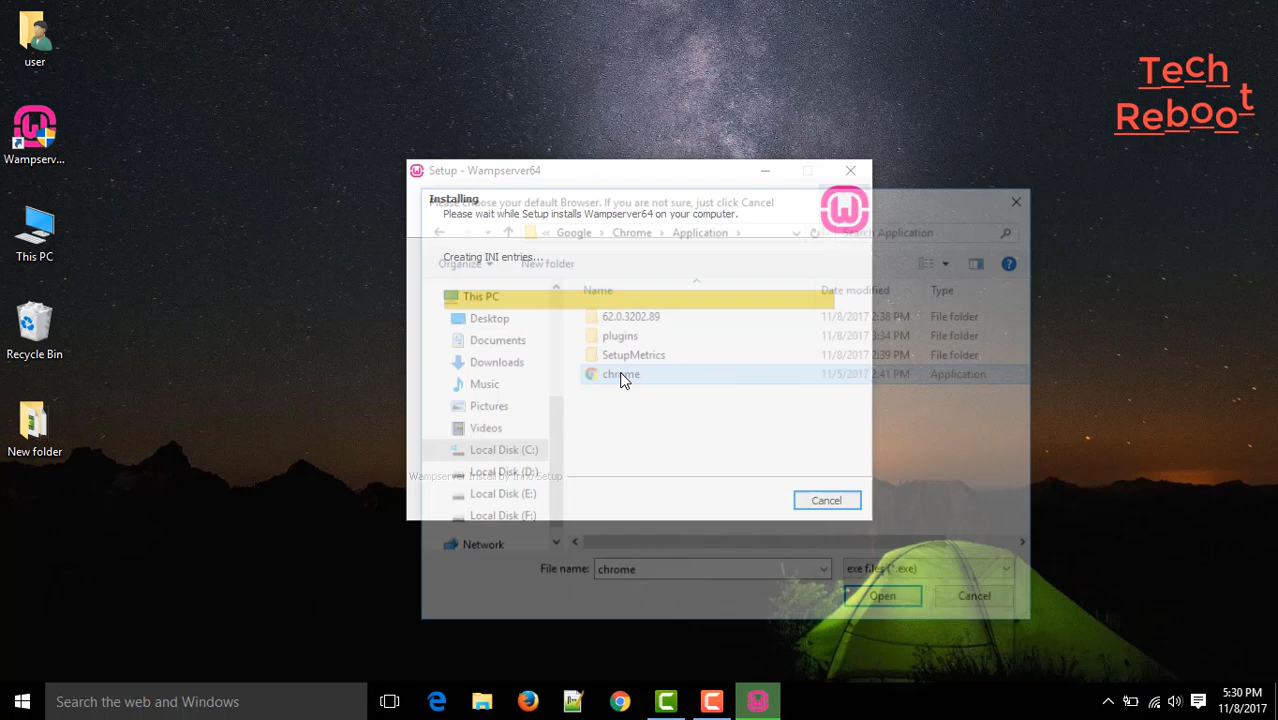 user
Wampserv...
This PC
Recycle Bin
New folder
Tech
Reboot
Setup - Wampserver64
Installing
Please choose your default Browser. If you are not sure, just click Cancel
Please wait while Setup installs Wampserver64 on your computer.
« Google › Chrome › Application ›
Search Application
Creating INI entries...
Organize
New folder
Name
Date modified
Type
This PC
Desktop
Documents
Downloads
Music
Pictures
Videos
Local Disk (C:)
Local Disk (D:)
Local Disk (E:)
Local Disk (F:)
Network
62.0.3202.89 11/8/2017 2:38 PM File folder
plugins 11/8/2017 3:34 PM File folder
SetupMetrics 11/8/2017 2:39 PM File folder
chrome 11/5/2017 2:41 PM Application
Wampserver Install by Inno Setup
Cancel
File name: chrome
exe files (*.exe)
Open
Cancel
Search the web and Windows
5:30 PM
11/8/2017